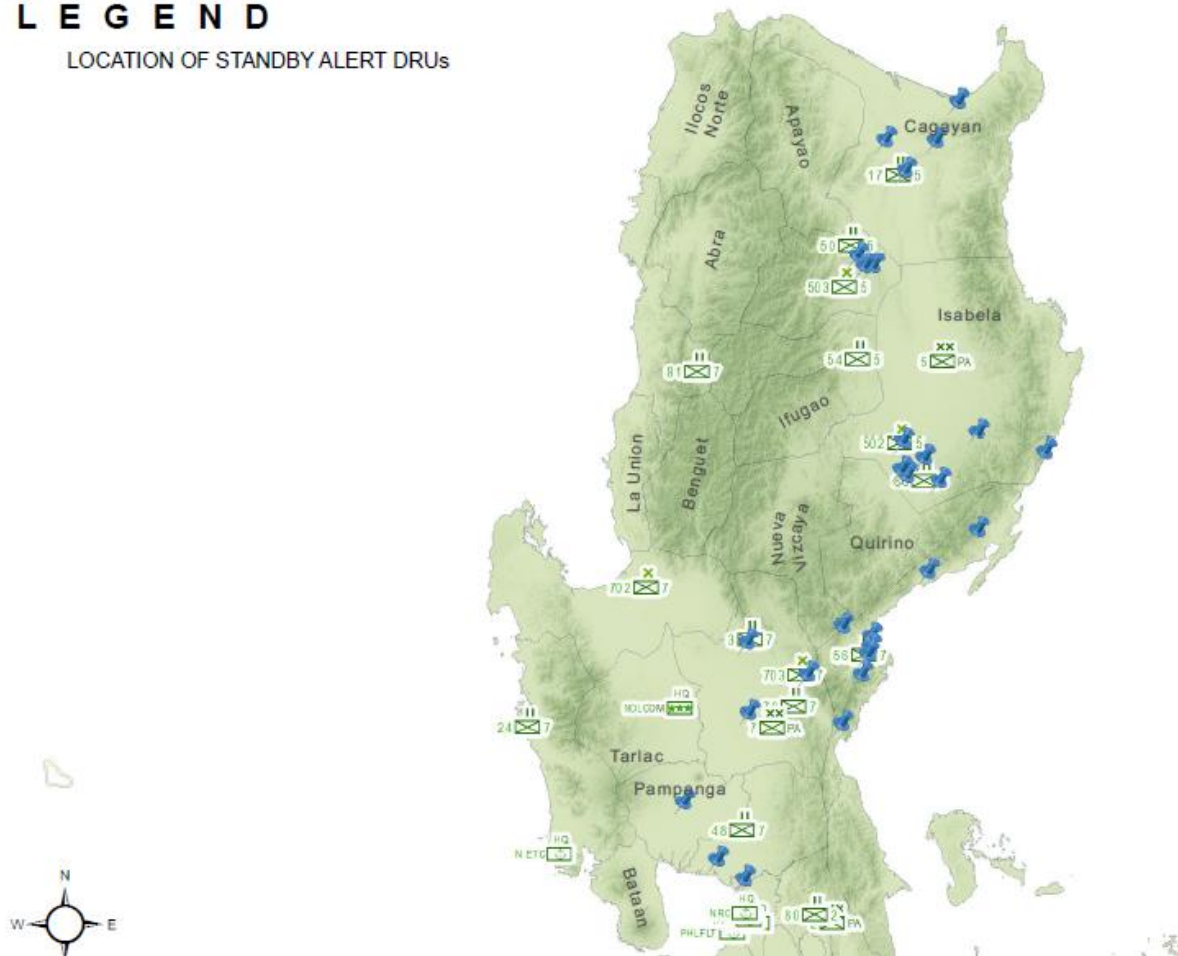 L E G E N D
LOCATION OF STANDBY ALERT DRUs
Ilocos
Norte
Apayao
Cagayan
17 5
Abra
50 5
503 5
Isabela
81 7
54 5
5 PA
Ifugao
502 5
La Union
Benguet
Nueva
Vizcaya
Quirino
702 7
3 7
56 7
703 7
HQ
NOLCOM
7
24 7
7 PA
Tarlac
Pampanga
48 7
HQ
NETC
Bataan
HQ
NRC
80 2
PA
PHLFLT
N
W E